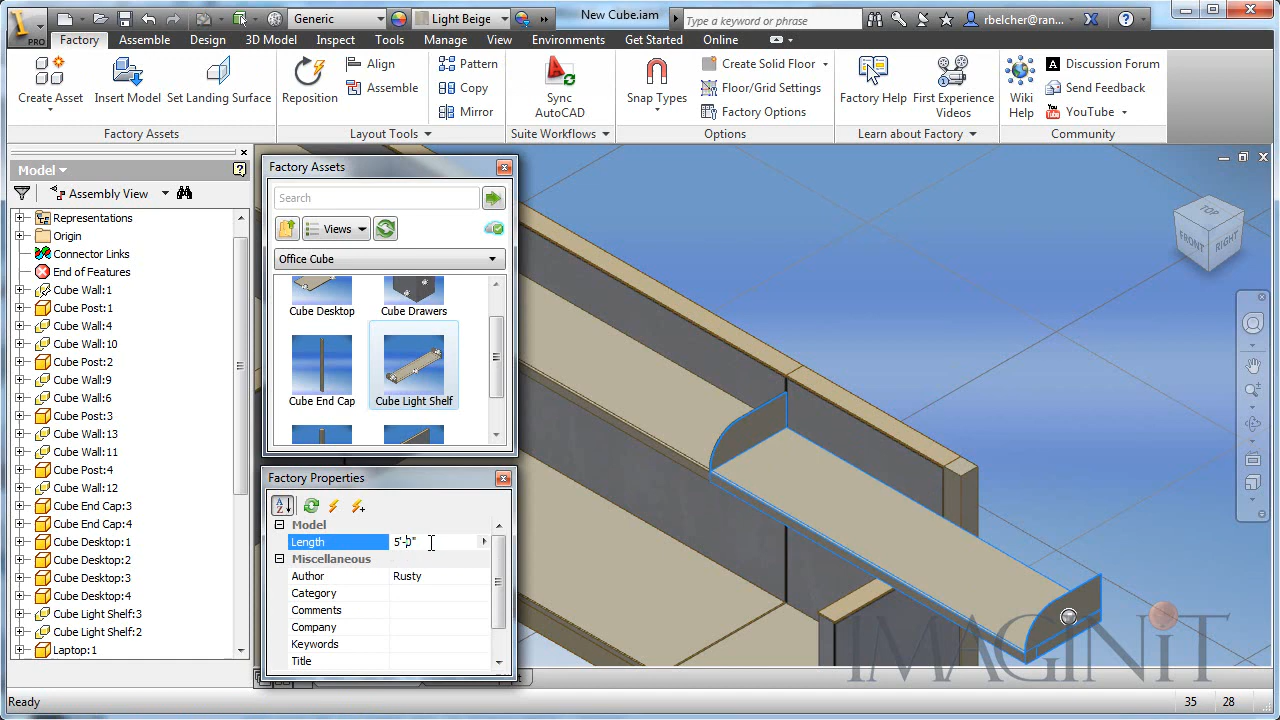 PRO
Generic
Light Beige
New Cube.iam
Type a keyword or phrase
rbelcher@ran...
Factory
Assemble
Design
3D Model
Inspect
Tools
Manage
View
Environments
Get Started
Online
Create Asset
Insert Model
Set Landing Surface
Reposition
Align
Assemble
Pattern
Copy
Mirror
Sync
AutoCAD
Snap Types
Create Solid Floor
Floor/Grid Settings
Factory Options
Factory Help
First Experience
Videos
Wiki
Help
Discussion Forum
Send Feedback
YouTube
Factory Assets
Layout Tools
Suite Workflows
Options
Learn about Factory
Community
Model
Assembly View
Representations
Origin
Connector Links
End of Features
Cube Wall:1
Cube Post:1
Cube Wall:4
Cube Wall:10
Cube Post:2
Cube Wall:9
Cube Wall:6
Cube Post:3
Cube Wall:13
Cube Wall:11
Cube Post:4
Cube Wall:12
Cube End Cap:3
Cube End Cap:4
Cube Desktop:1
Cube Desktop:2
Cube Desktop:3
Cube Desktop:4
Cube Light Shelf:3
Cube Light Shelf:2
Laptop:1
Factory Assets
Search
Views
Office Cube
Cube Desktop
Cube Drawers
Cube End Cap
Cube Light Shelf
Factory Properties
Model
Length
Miscellaneous
Author
Rusty
Category
Comments
Company
Keywords
Title
TOP
FRONT
RIGHT
IMAGINiT
Ready
35
28